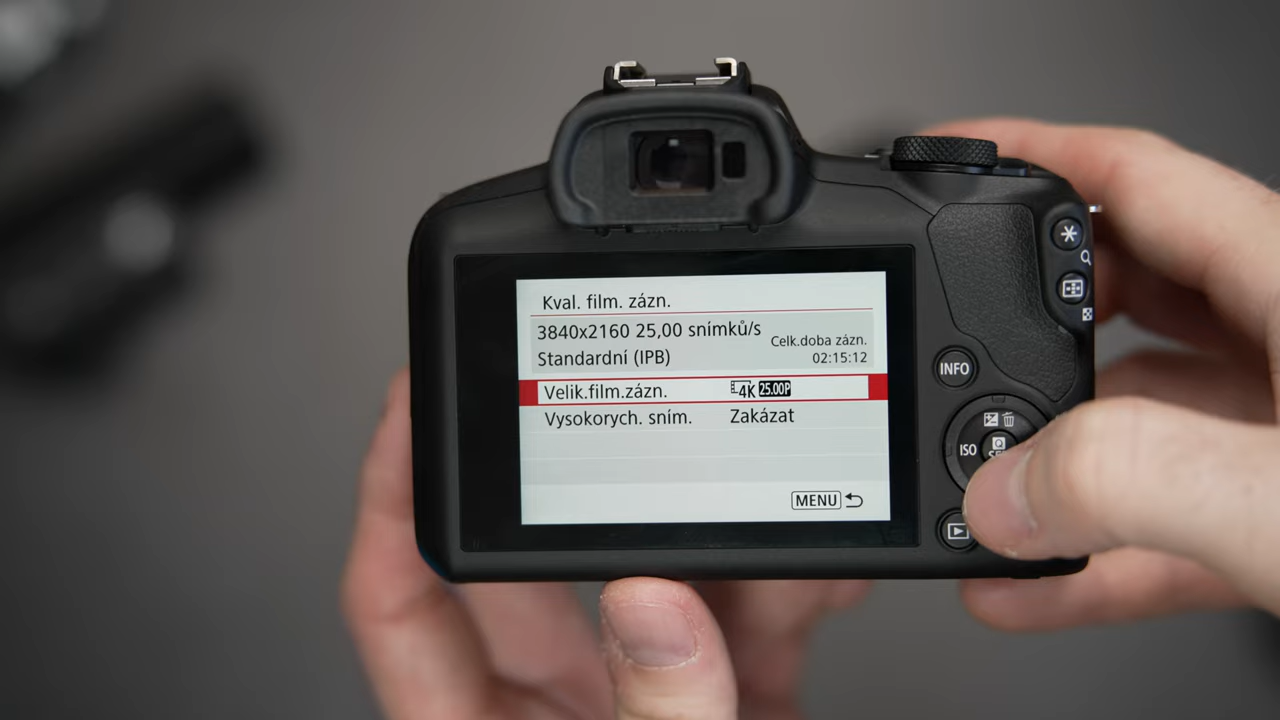 Kval. film. zázn.
3840x2160 25,00 snímků/s
Standardní (IPB)
Celk.doba zázn.
02:15:12
Velik.film.zázn. 4K 25.00P
Vysokorych. sním. Zakázat
MENU
INFO
ISO
Q